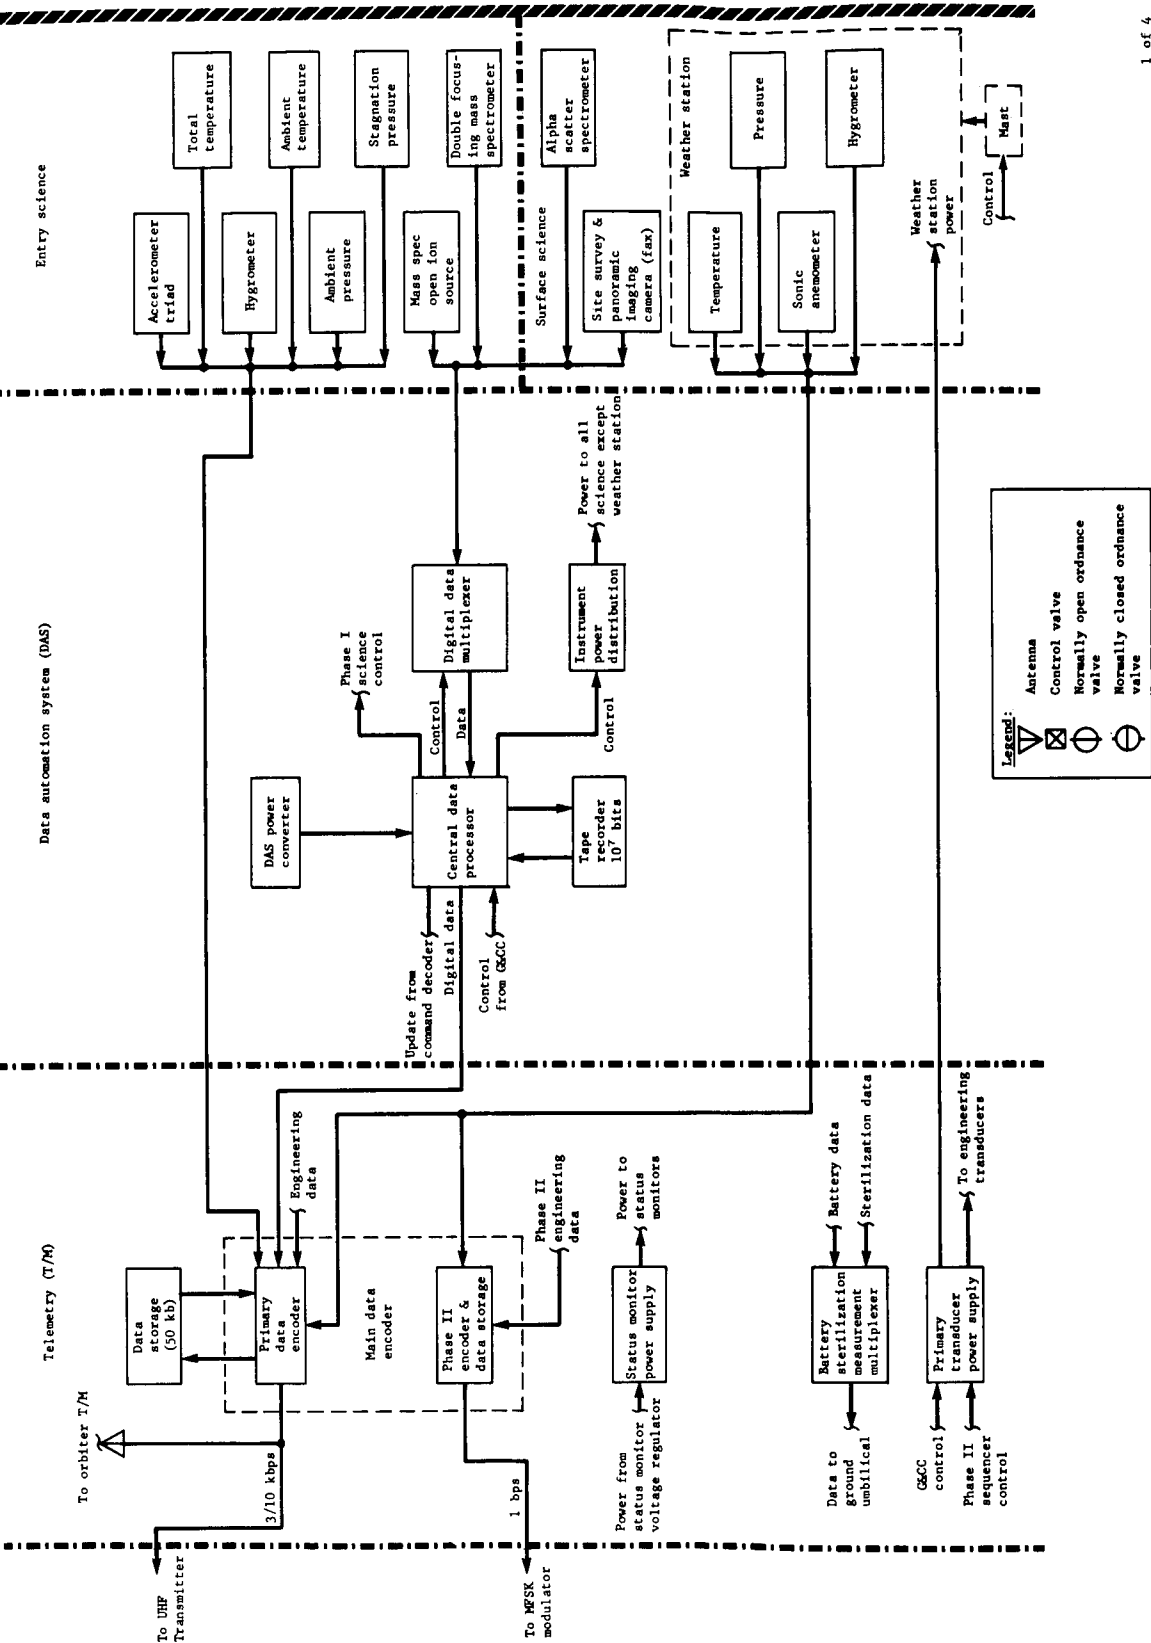 1 of 4
Entry science
Accelerometer
triad
Total
temperature
Hygrometer
Ambient
temperature
Ambient
pressure
Stagnation
pressure
Mass spec
open ion
source
Double focus-
ing mass
spectrometer
Surface science
Alpha
scatter
spectrometer
Site survey &
panoramic
imaging
camera (fax)
Weather station
Temperature
Pressure
Sonic
anemometer
Hygrometer
Weather
station
power
Control
Mast
Data automation system (DAS)
DAS power
converter
Phase I
science
control
Control
Data
Digital data
multiplexer
Central data
processor
Update from
command decoder
Digital data
Control
from G&CC
Tape
recorder
10⁷ bits
Control
Instrument
power
distribution
Power to all
science except
weather station
Telemetry (T/M)
Data
storage
(50 kb)
Primary
data
encoder
Engineering
data
Main data
encoder
Phase II
encoder &
data storage
Phase II
engineering
data
To orbiter T/M
3/10 kbps
To UHF
Transmitter
1 bps
To MFSK
modulator
Power from
status monitor
voltage regulator
Status monitor
power supply
Power to
status
monitors
Battery
sterilization
measurement
multiplexer
Battery data
Sterilization data
Data to
ground
umbilical
G&CC
control
Phase II
sequencer
control
Primary
transducer
power supply
To engineering
transducers
Legend:
Antenna
Control valve
Normally open ordnance
valve
Normally closed ordnance
valve